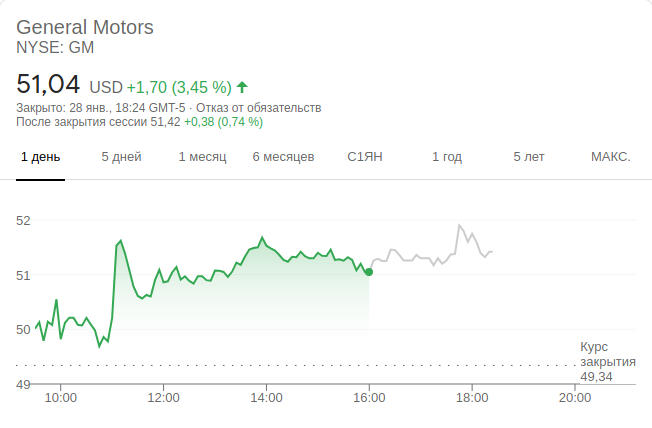 General Motors
NYSE: GM
51,04 USD +1,70 (3,45 %)
Закрыто: 28 янв., 18:24 GMT-5 · Отказ от обязательств
После закрытия сессии 51,42 +0,38 (0,74 %)
1 день 5 дней 1 месяц 6 месяцев С1ЯН 1 год 5 лет МАКС.
52
51
50
49
Курс
закрытия
49,34
10:00 12:00 14:00 16:00 18:00 20:00